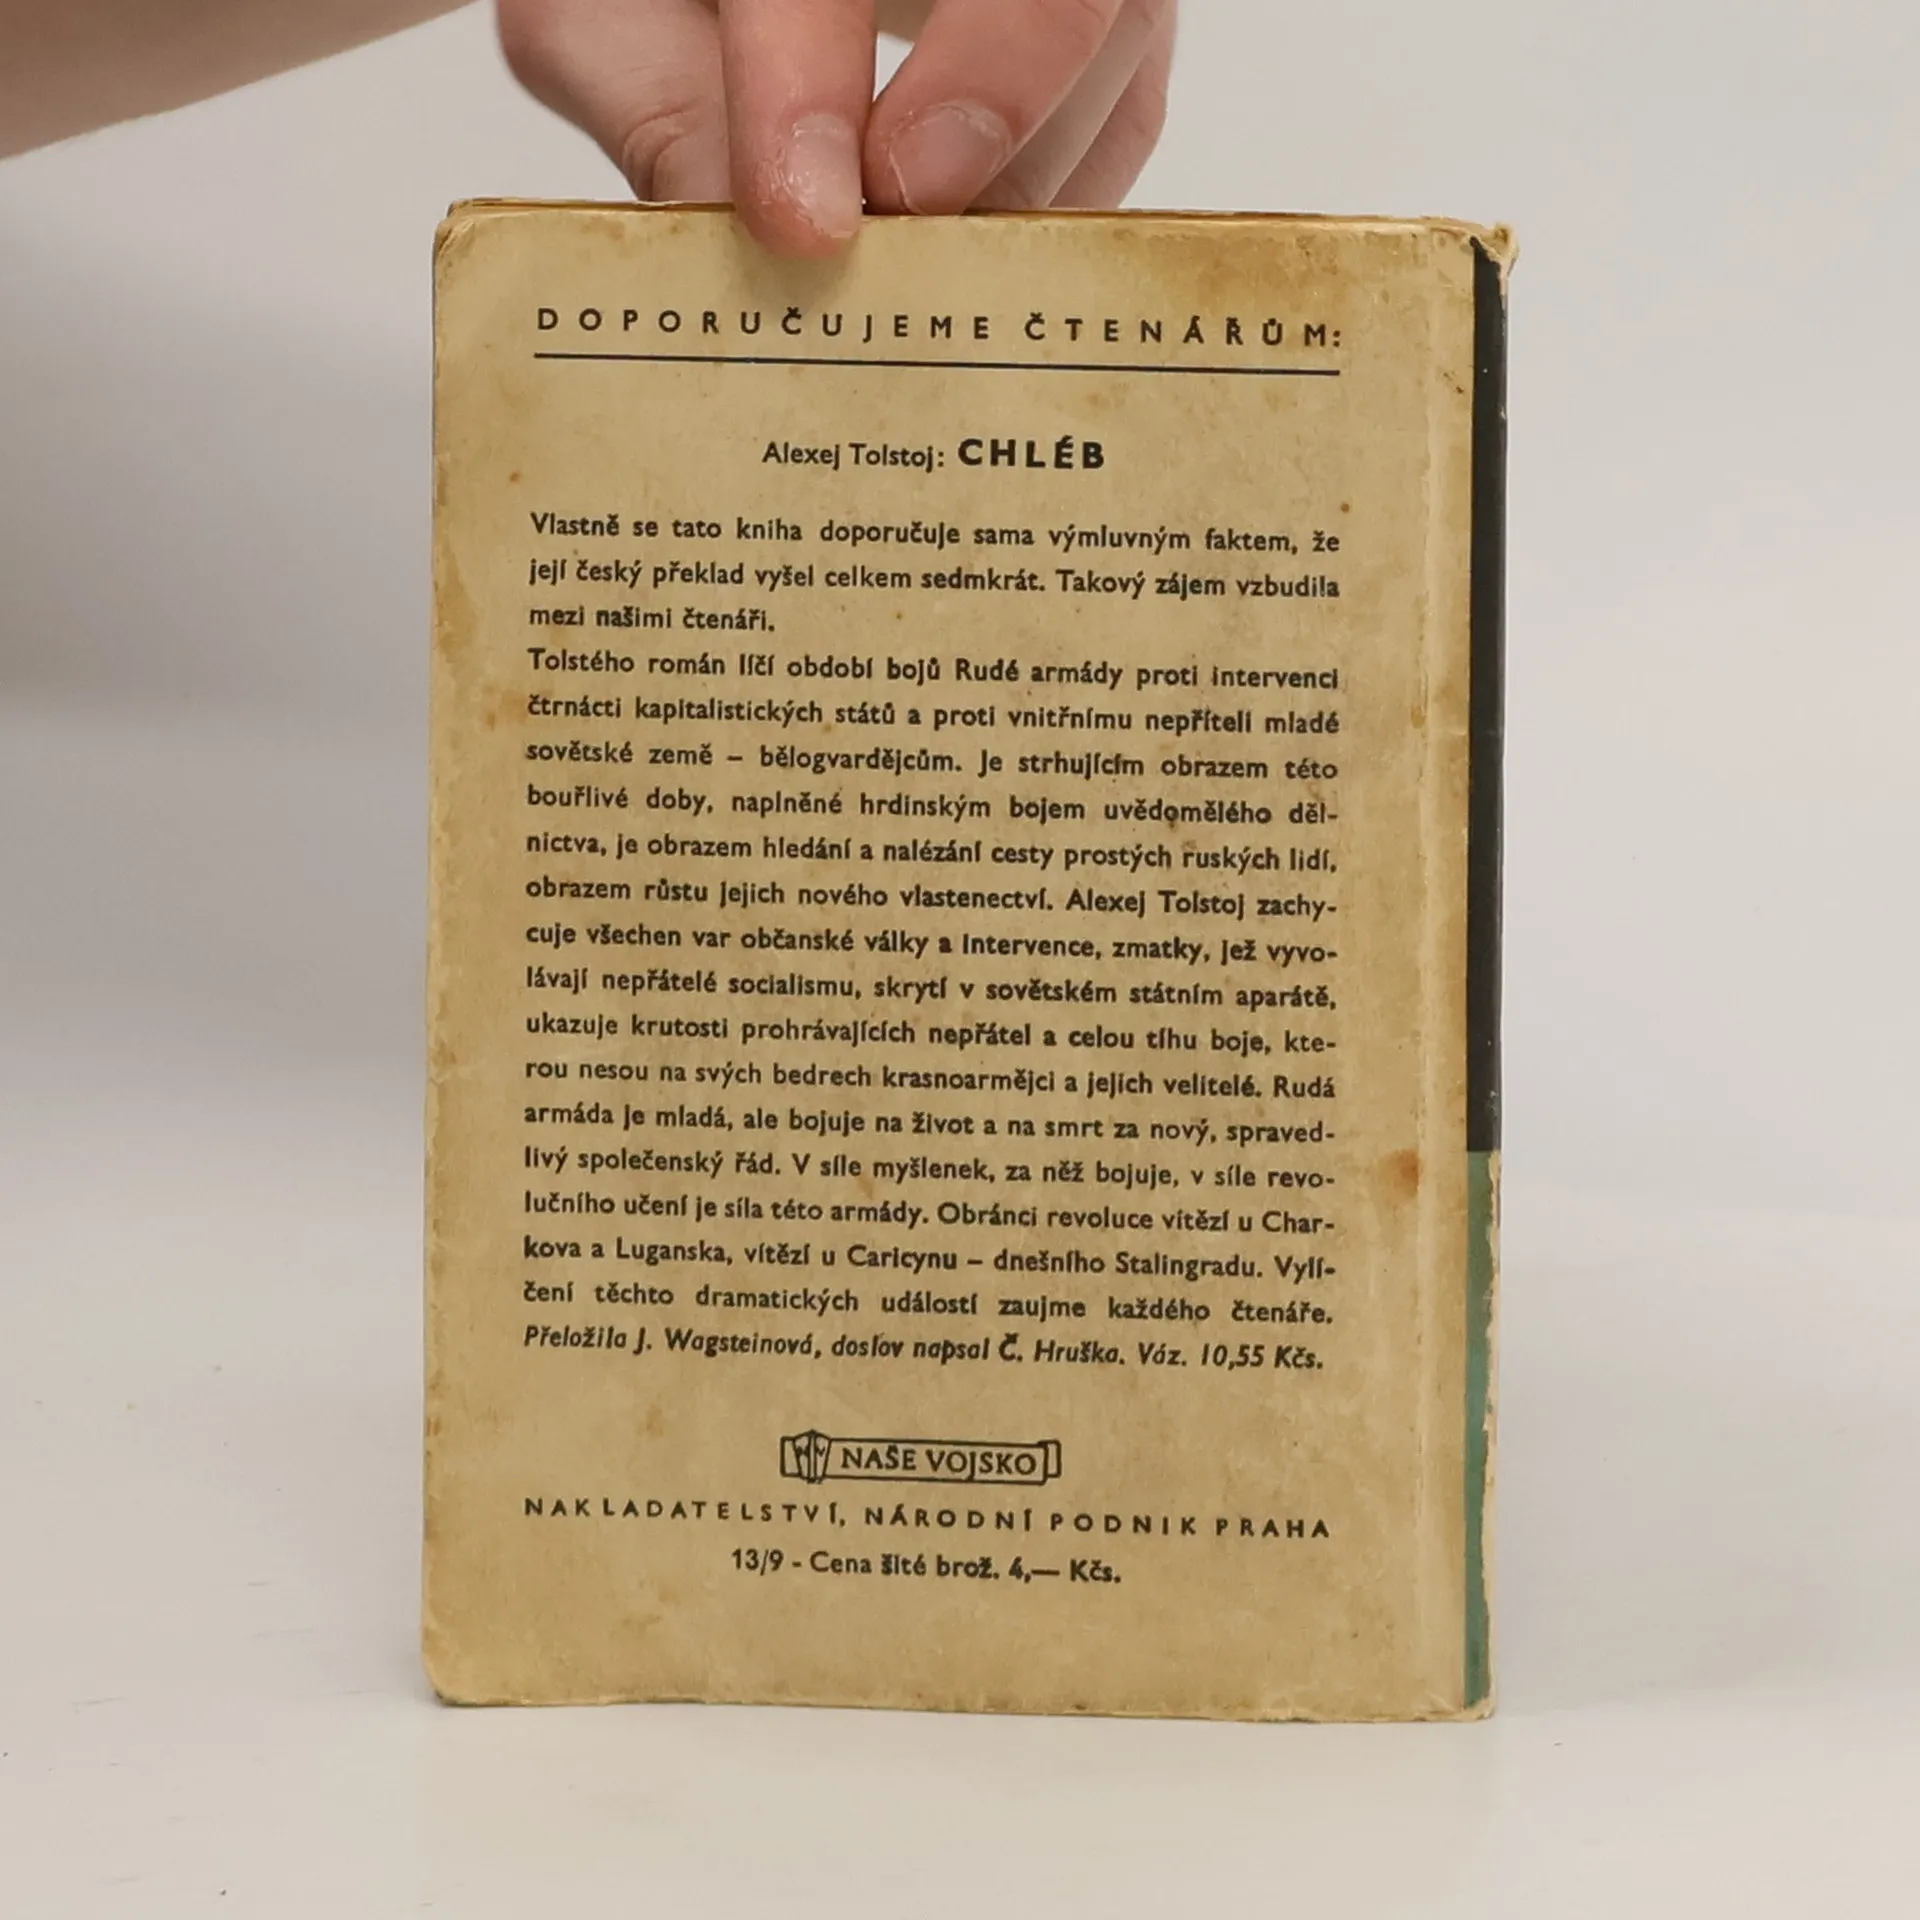 DOPORUČUJEME ČTENÁŘŮM:
Alexej Tolstoj: CHLÉB
Vlastně se tato kniha doporučuje sama výmluvným faktem, že
její český překlad vyšel celkem sedmkrát. Takový zájem vzbudila
mezi našimi čtenáři.
Tolstého román líčí období bojů Rudé armády proti intervenci
čtrnácti kapitalistických států a proti vnitřnímu nepříteli mladé
sovětské země – bělogvardějcům. Je strhujícím obrazem této
bouřlivé doby, naplněné hrdinským bojem uvědomělého děl-
nictva, je obrazem hledání a nalézání cesty prostých ruských lidí,
obrazem růstu jejich nového vlastenectví. Alexej Tolstoj zachy-
cuje všechen var občanské války a intervence, zmatky, jež vyvo-
lávají nepřátelé socialismu, skrytí v sovětském státním aparátě,
ukazuje krutosti prohrávajících nepřátel a celou tíhu boje, kte-
rou nesou na svých bedrech krasnoarmějci a jejich velitelé. Rudá
armáda je mladá, ale bojuje na život a na smrt za nový, spraved-
livý společenský řád. V síle myšlenek, za něž bojuje, v síle revo-
lučního učení je síla této armády. Obránci revoluce vítězí u Char-
kova a Luganska, vítězí u Caricynu – dnešního Stalingradu. Vylí-
čení těchto dramatických událostí zaujme každého čtenáře.
Přeložila J. Wagsteinová, doslov napsal Č. Hruška. Váz. 10,55 Kčs.
NV NAŠE VOJSKO
NAKLADATELSTVÍ, NÁRODNÍ PODNIK PRAHA
13/9 - Cena šité brož. 4,— Kčs.